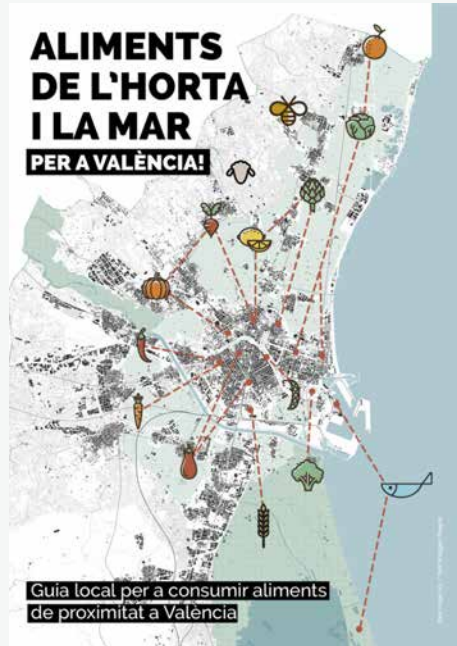 ALIMENTS
DE L'HORTA
I LA MAR
PER A VALÈNCIA!
Guia local per a consumir aliments
de proximitat a València